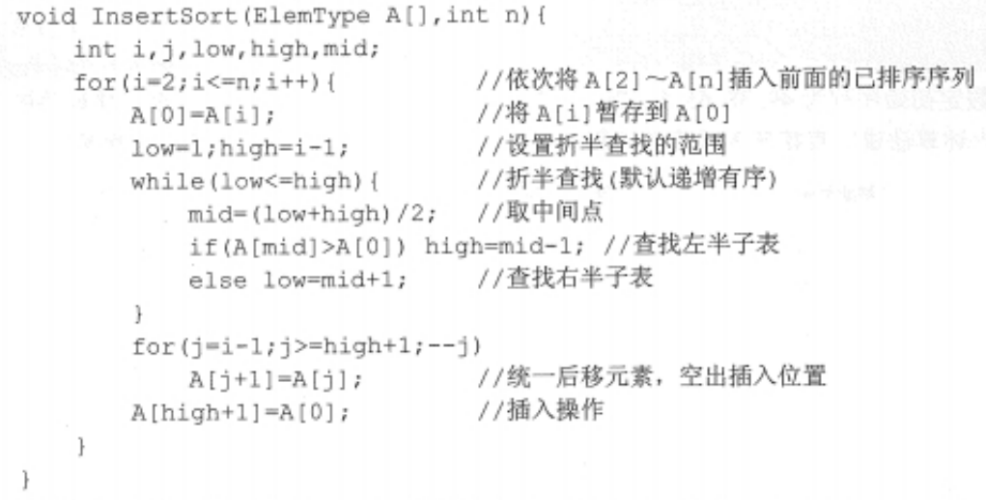 void InsertSort(ElemType A[],int n){
int i,j,low,high,mid;
for(i=2;i<=n;i++){ //依次将A[2]～A[n]插入前面的已排序序列
A[0]=A[i]; //将A[i]暂存到A[0]
low=1;high=i-1; //设置折半查找的范围
while(low<=high){ //折半查找(默认递增有序)
mid=(low+high)/2; //取中间点
if(A[mid]>A[0]) high=mid-1; //查找左半子表
else low=mid+1; //查找右半子表
}
for(j=i-1;j>=high+1;--j)
A[j+1]=A[j]; //统一后移元素，空出插入位置
A[high+1]=A[0]; //插入操作
}
}